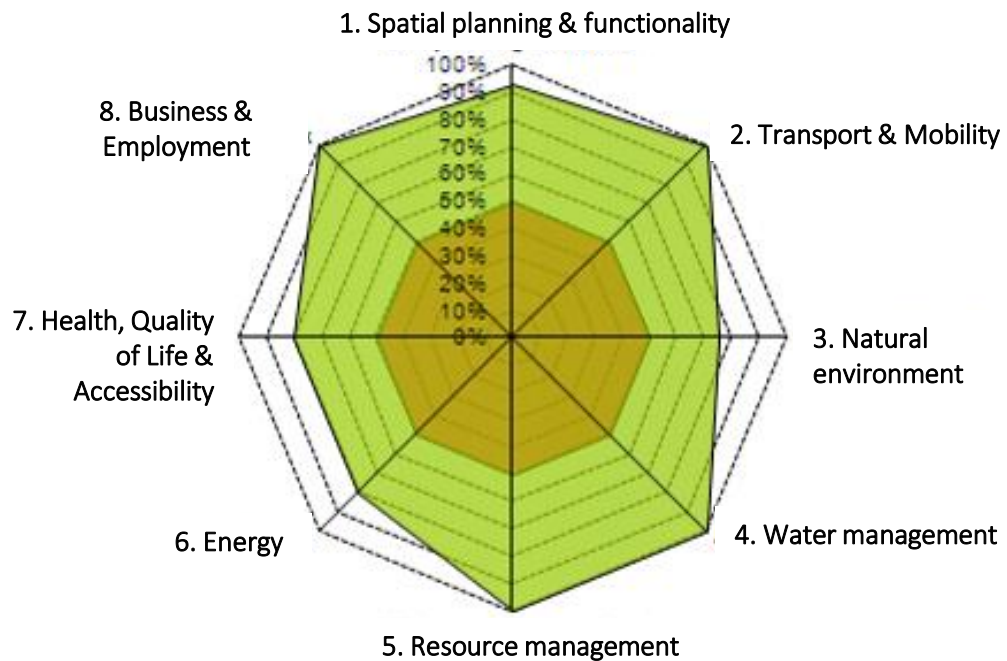 1. Spatial planning & functionality
100%
90%
80%
70%
60%
50%
40%
30%
20%
10%
0%
8. Business &
Employment
2. Transport & Mobility
7. Health, Quality
of Life &
Accessibility
3. Natural
environment
6. Energy
4. Water management
5. Resource management